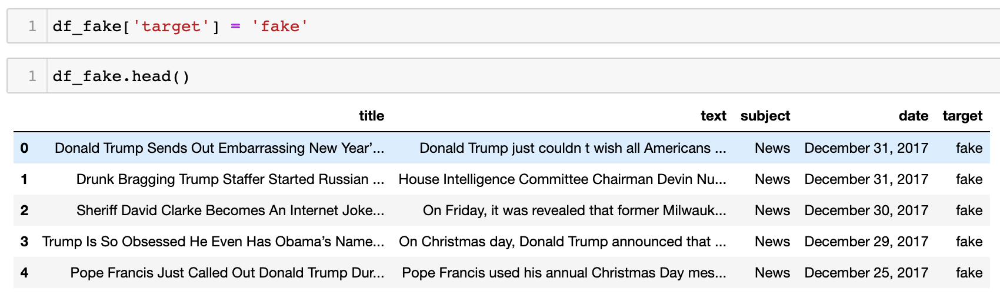 1 df_fake['target'] = 'fake'
1 df_fake.head()
title text subject date target
0 Donald Trump Sends Out Embarrassing New Year’... Donald Trump just couldn t wish all Americans ... News December 31, 2017 fake
1 Drunk Bragging Trump Staffer Started Russian ... House Intelligence Committee Chairman Devin Nu... News December 31, 2017 fake
2 Sheriff David Clarke Becomes An Internet Joke... On Friday, it was revealed that former Milwauk... News December 30, 2017 fake
3 Trump Is So Obsessed He Even Has Obama’s Name... On Christmas day, Donald Trump announced that ... News December 29, 2017 fake
4 Pope Francis Just Called Out Donald Trump Dur... Pope Francis used his annual Christmas Day mes... News December 25, 2017 fake